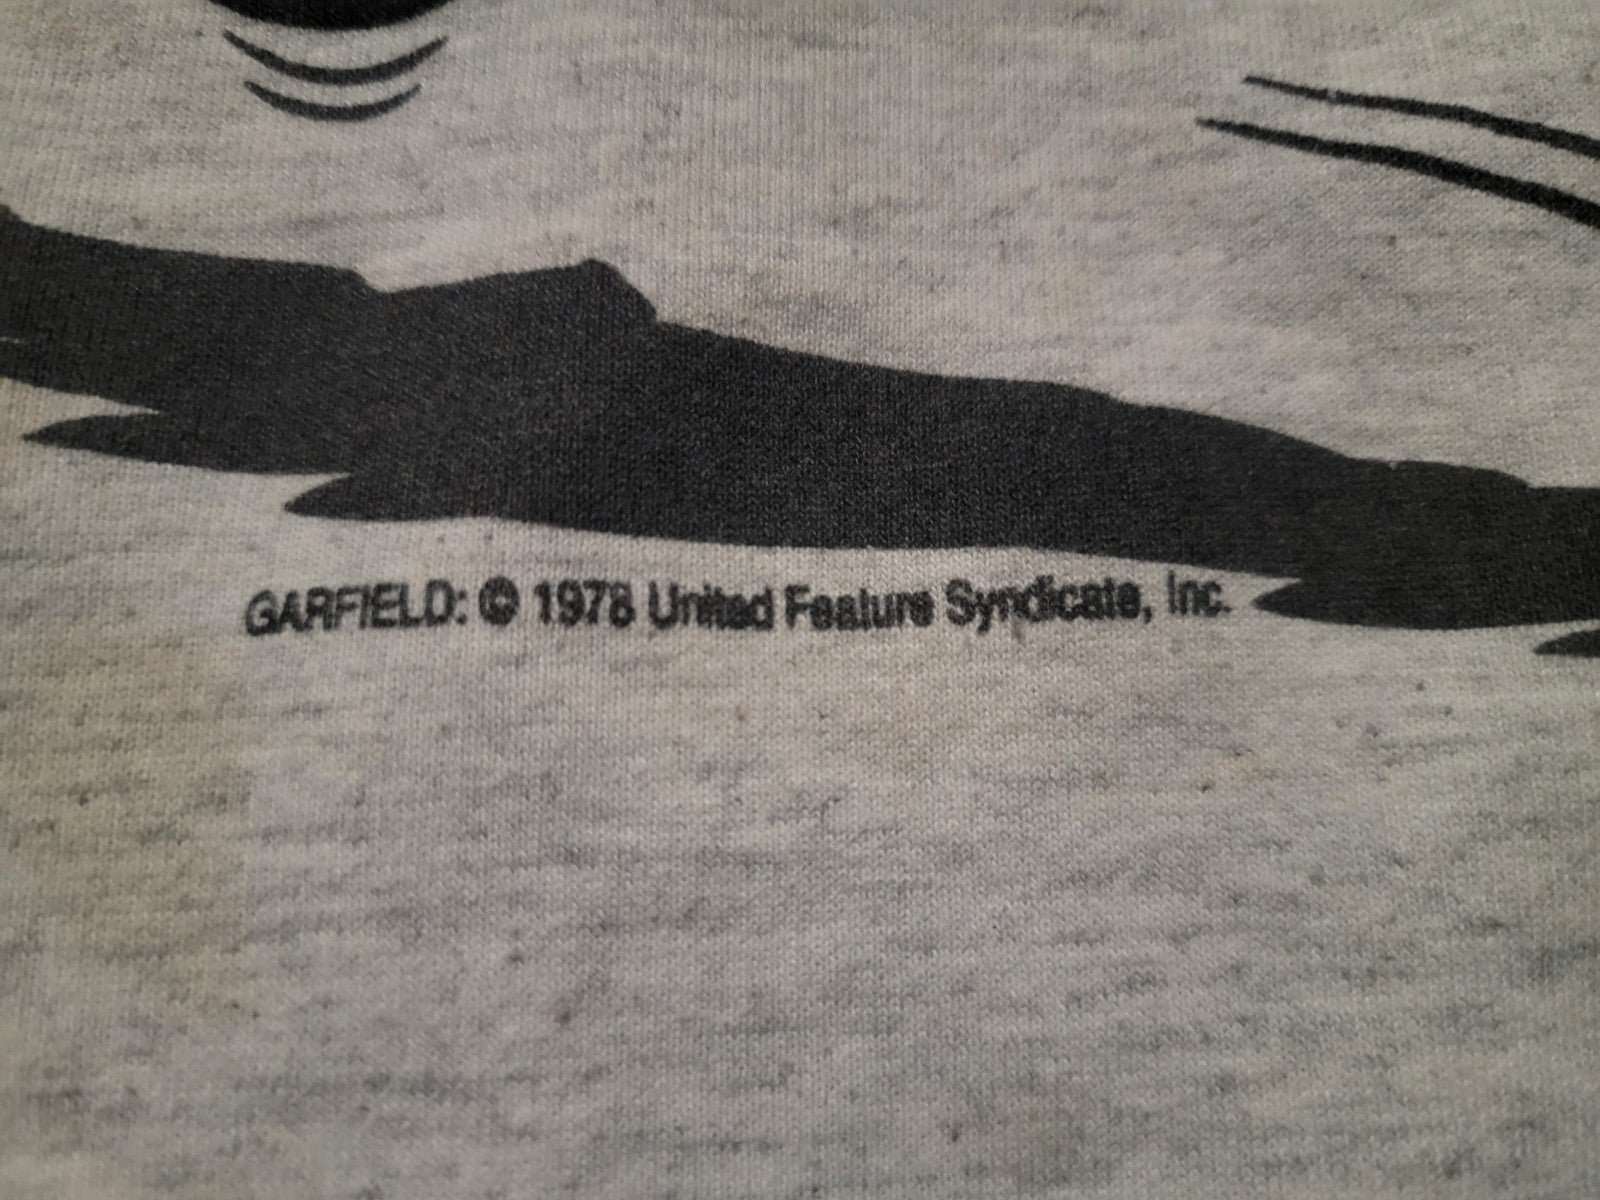 GARFIELD: © 1978 United Feature Syndicate, Inc.